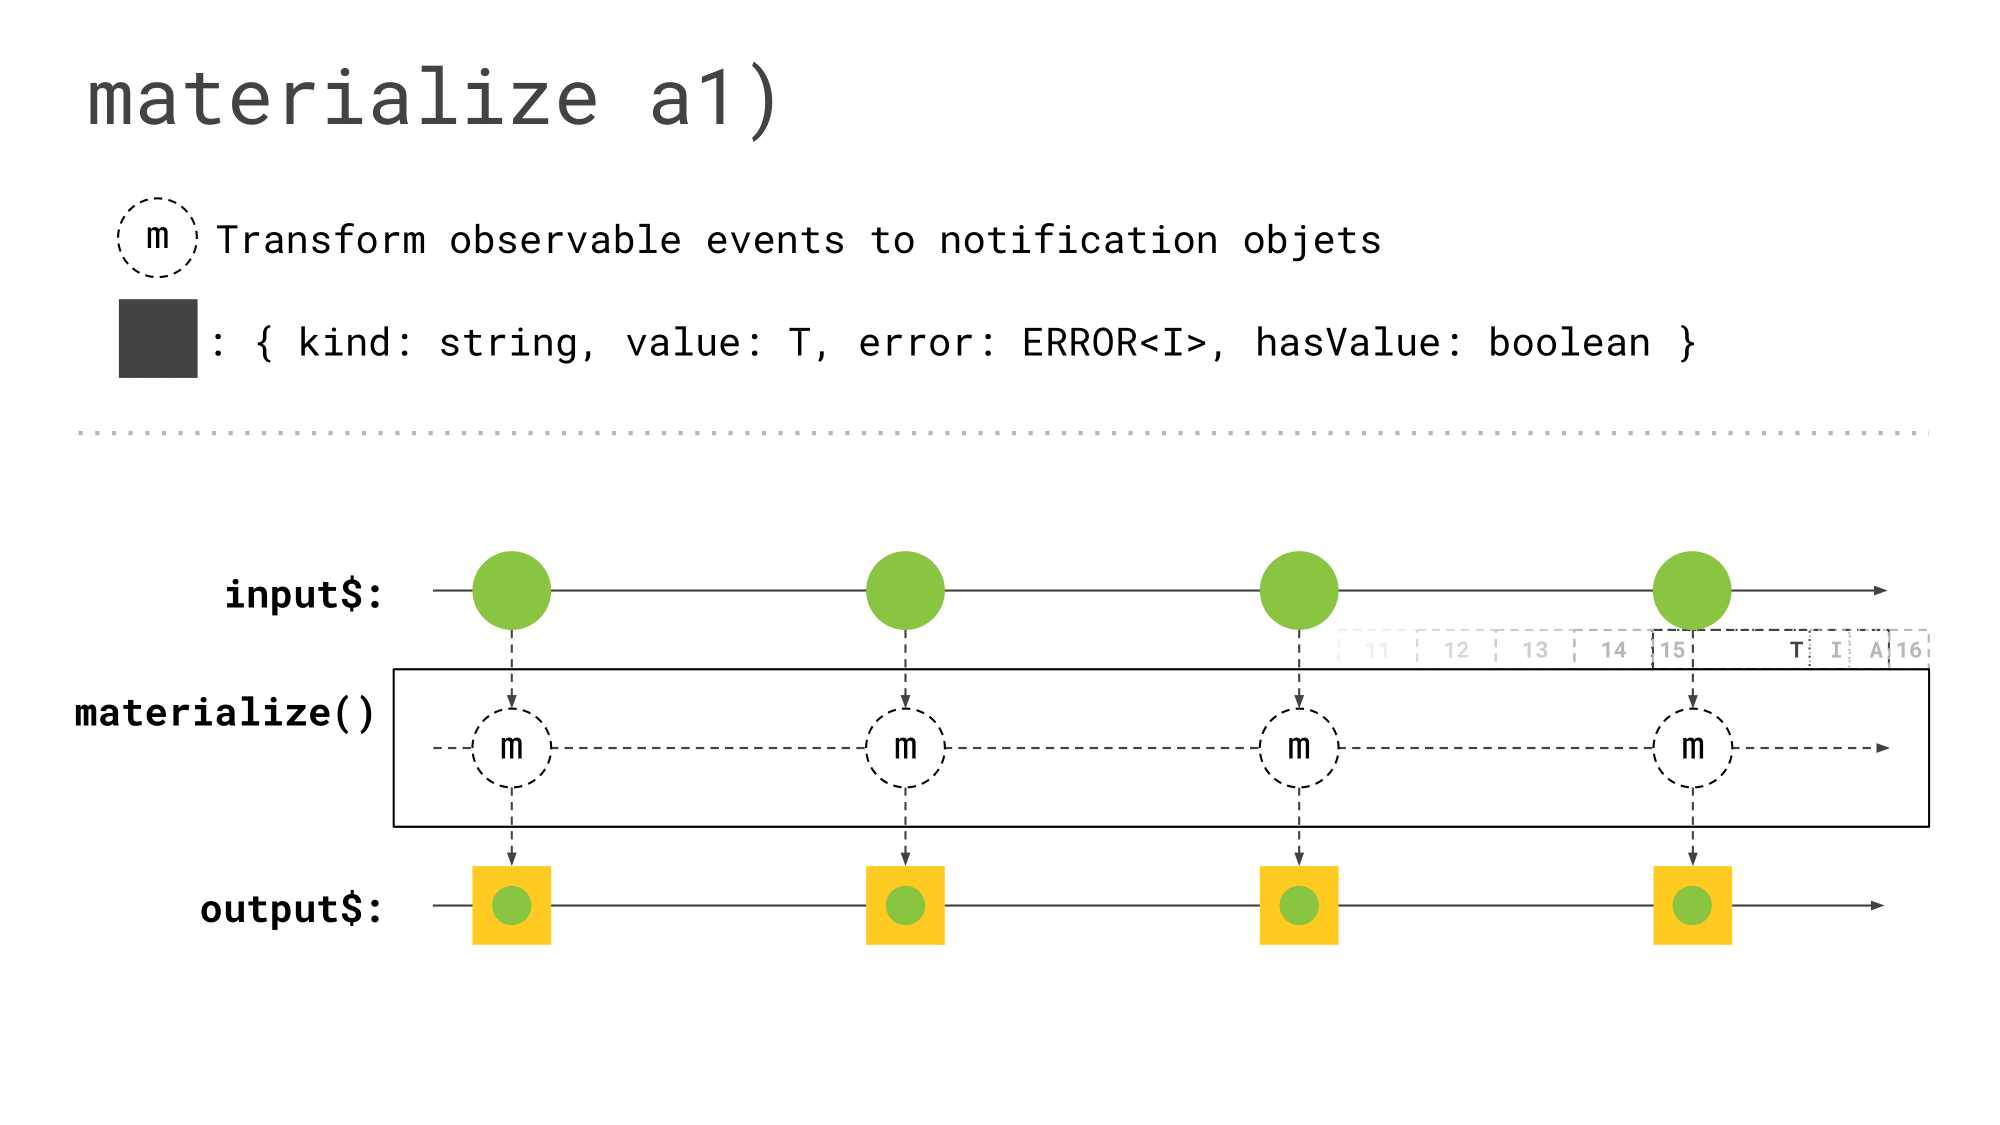 materialize a1)
m Transform observable events to notification objets
: { kind: string, value: T, error: ERROR<I>, hasValue: boolean }
input$:
11 12 13 14 15 T I A 16
materialize()
m m m m
output$: